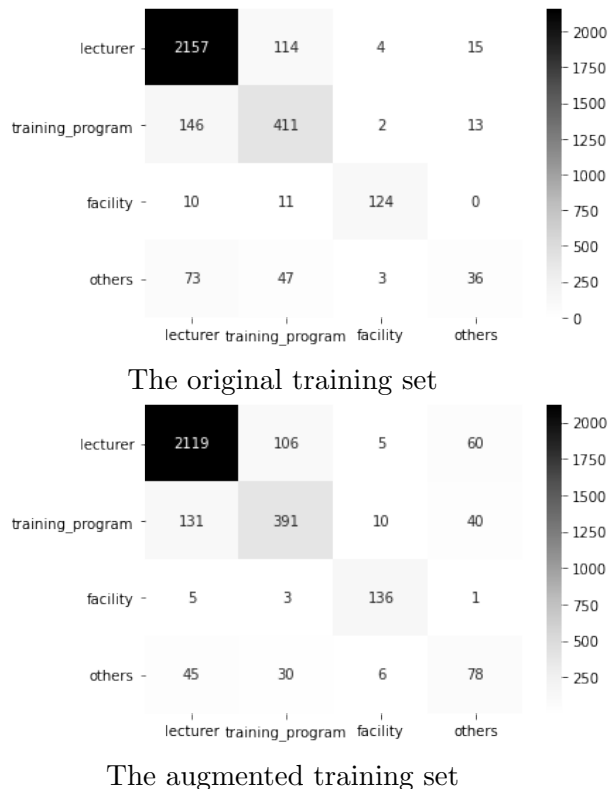 lecturer 2157 114 4 15
training_program 146 411 2 13
facility 10 11 124 0
others 73 47 3 36
lecturer training_program facility others
2000
1750
1500
1250
1000
750
500
250
0
The original training set
lecturer 2119 106 5 60
training_program 131 391 10 40
facility 5 3 136 1
others 45 30 6 78
lecturer training_program facility others
2000
1750
1500
1250
1000
750
500
250
The augmented training set